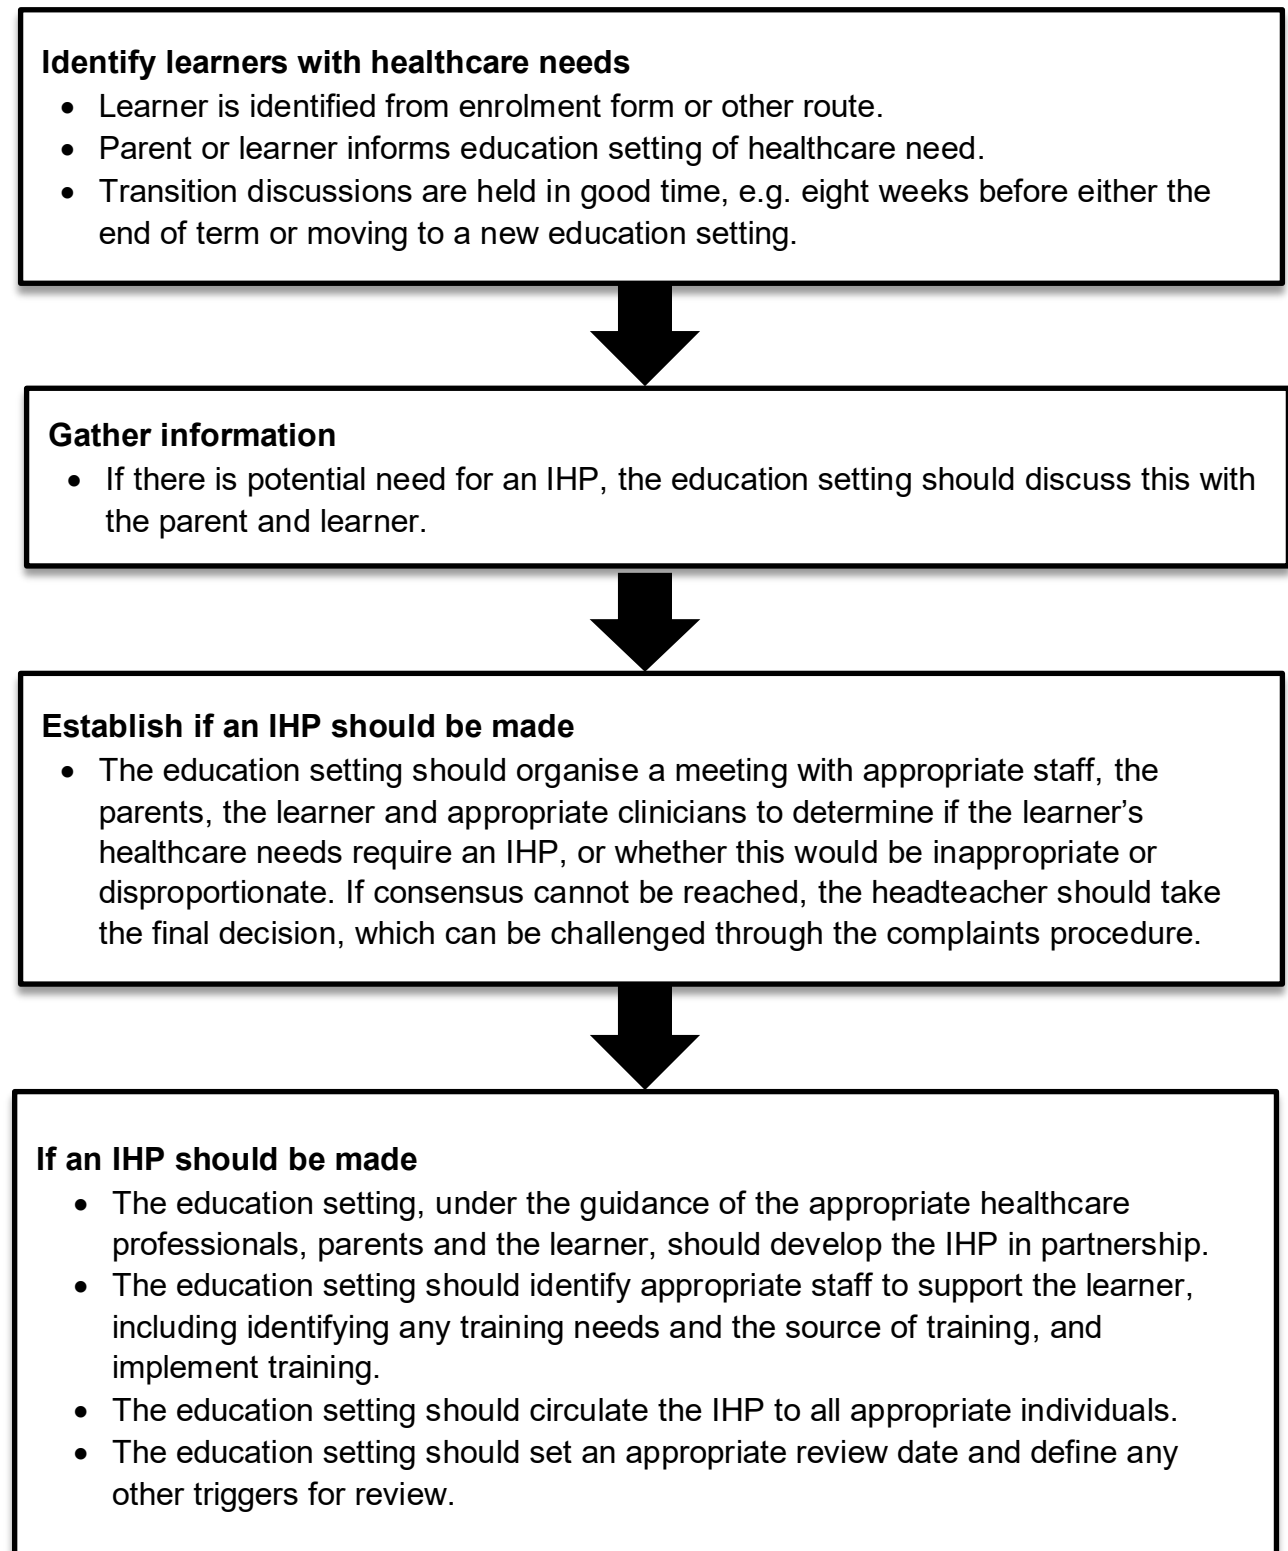 Identify learners with healthcare needs
• Learner is identified from enrolment form or other route.
• Parent or learner informs education setting of healthcare need.
• Transition discussions are held in good time, e.g. eight weeks before either the
end of term or moving to a new education setting.
Gather information
• If there is potential need for an IHP, the education setting should discuss this with
the parent and learner.
Establish if an IHP should be made
• The education setting should organise a meeting with appropriate staff, the
parents, the learner and appropriate clinicians to determine if the learner’s
healthcare needs require an IHP, or whether this would be inappropriate or
disproportionate. If consensus cannot be reached, the headteacher should take
the final decision, which can be challenged through the complaints procedure.
If an IHP should be made
• The education setting, under the guidance of the appropriate healthcare
professionals, parents and the learner, should develop the IHP in partnership.
• The education setting should identify appropriate staff to support the learner,
including identifying any training needs and the source of training, and
implement training.
• The education setting should circulate the IHP to all appropriate individuals.
• The education setting should set an appropriate review date and define any
other triggers for review.